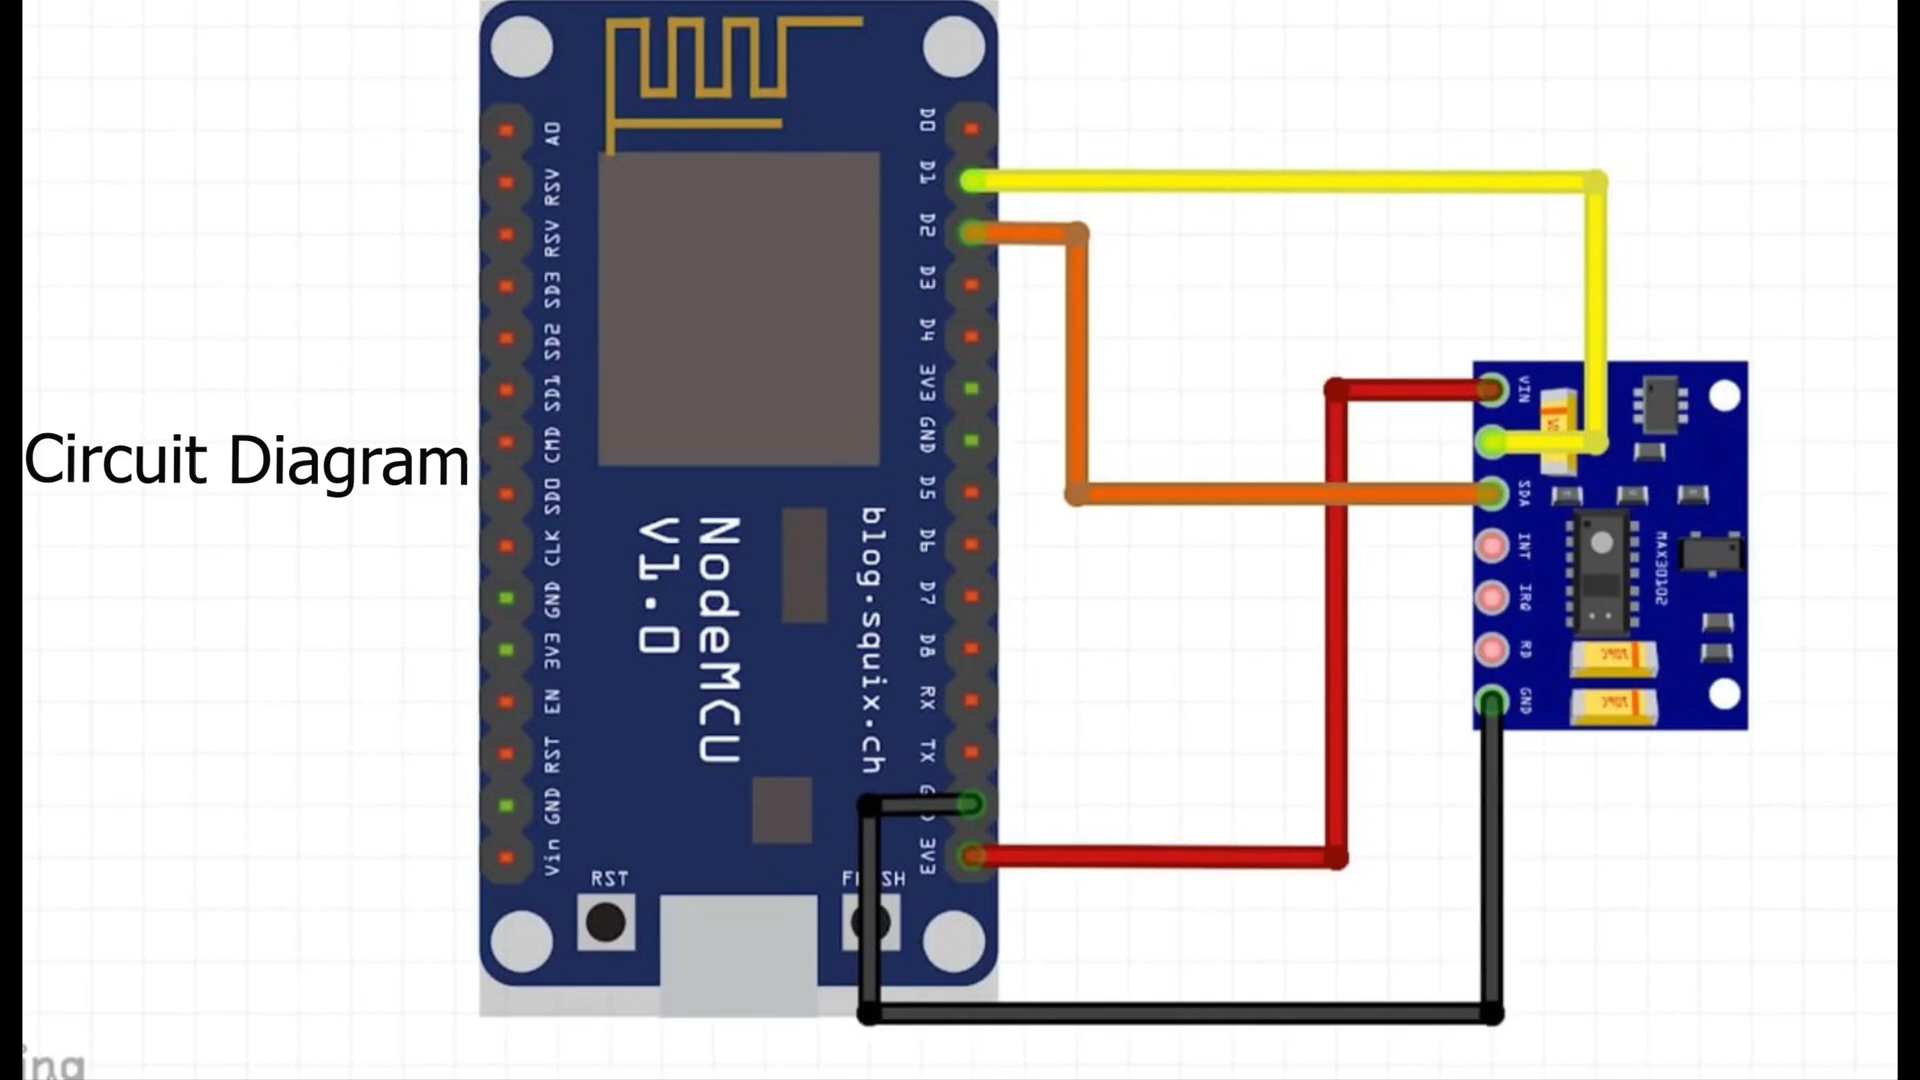 Circuit Diagram
A0
RSV
RSV
SD3
SD2
SD1
CMD
SD0
CLK
GND
3V3
EN
RST
GND
Vin
D0
D1
D2
D3
D4
3V3
GND
D5
D6
D7
D8
RX
TX
3V3
NodeMCU
V1.0
blog.squix.ch
RST
VIN
SDA
INT
IRQ
RD
GND
MAX30102
ing